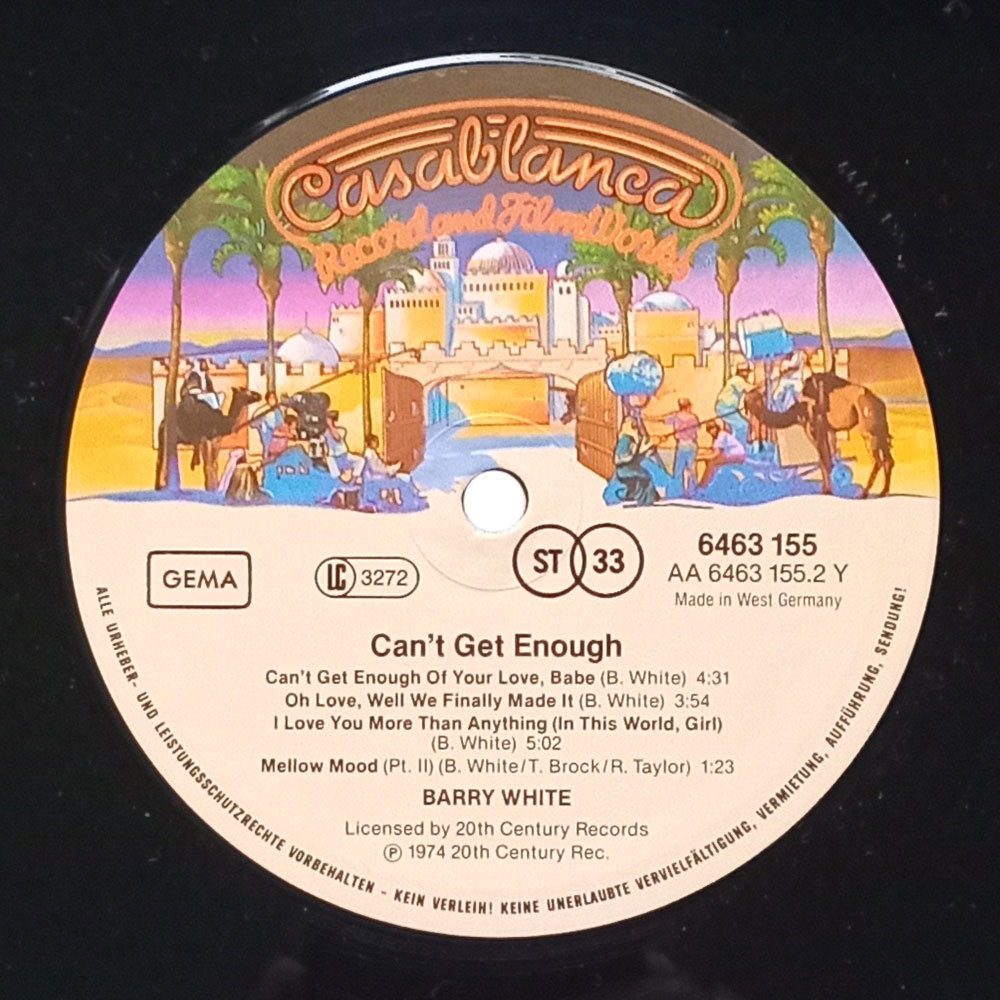 Casablanca
Record and FilmWorks
GEMA
LC 3272
ST 33
6463 155
AA 6463 155.2 Y
Made in West Germany
Can't Get Enough
Can't Get Enough Of Your Love, Babe (B. White) 4:31
Oh Love, Well We Finally Made It (B. White) 3:54
I Love You More Than Anything (In This World, Girl)
(B. White) 5:02
Mellow Mood (Pt. II) (B. White/T. Brock/R. Taylor) 1:23
BARRY WHITE
Licensed by 20th Century Records
℗ 1974 20th Century Rec.
ALLE URHEBER- UND LEISTUNGSSCHUTZRECHTE VORBEHALTEN - KEIN VERLEIH! KEINE UNERLAUBTE VERVIELFÄLTIGUNG, VERMIETUNG, AUFFÜHRUNG, SENDUNG!